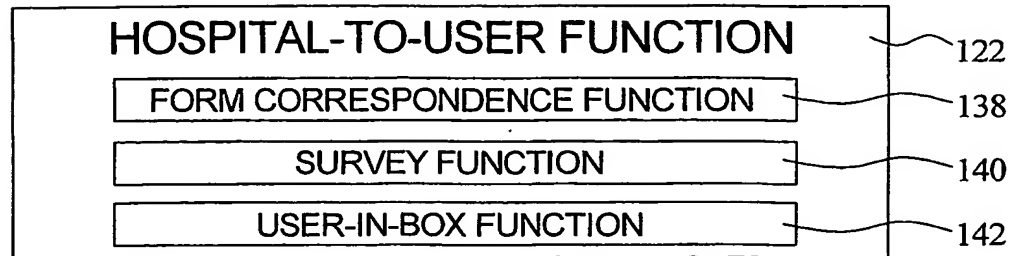 HOSPITAL-TO-USER FUNCTION 122
FORM CORRESPONDENCE FUNCTION 138
SURVEY FUNCTION 140
USER-IN-BOX FUNCTION 142